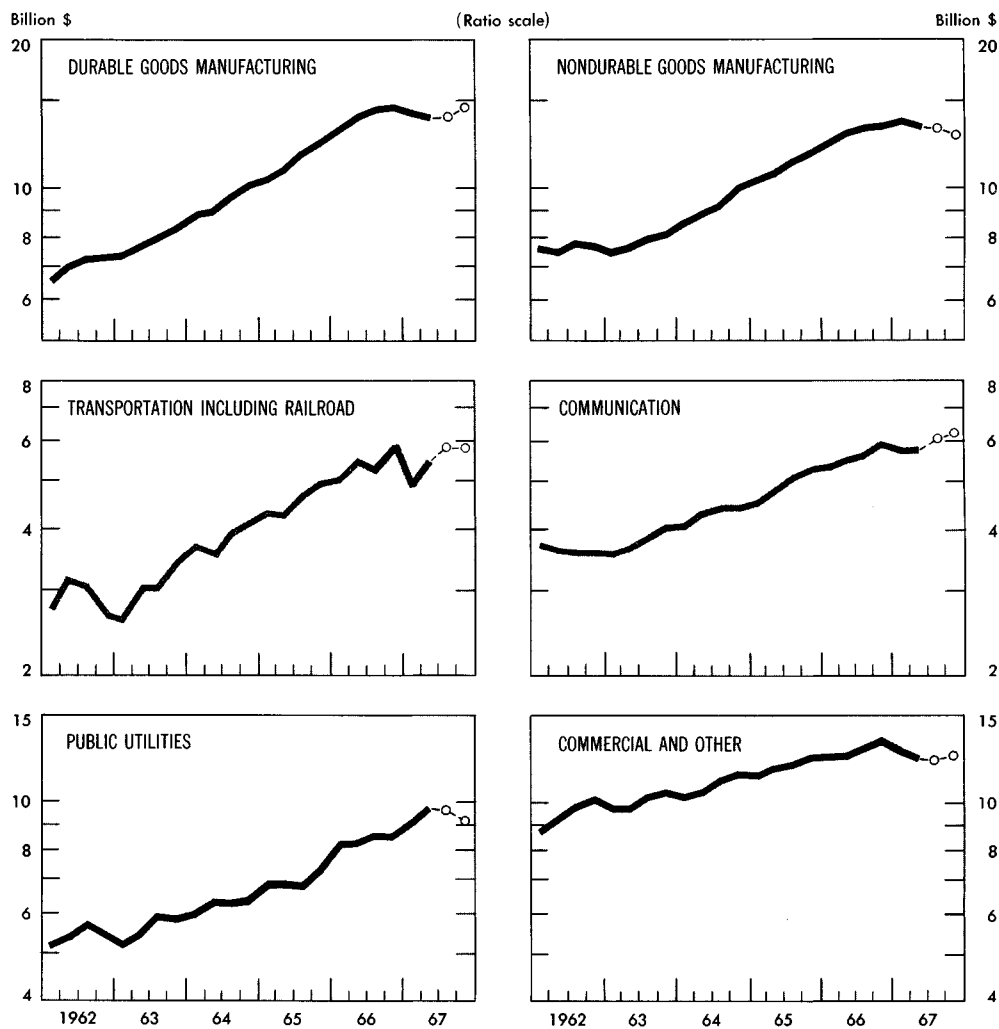 Billion $ (Ratio scale) Billion $
20 20
DURABLE GOODS MANUFACTURING NONDURABLE GOODS MANUFACTURING
10 10
8 8
6 6
8 8
TRANSPORTATION INCLUDING RAILROAD COMMUNICATION
6 6
4 4
2 2
15 15
PUBLIC UTILITIES COMMERCIAL AND OTHER
10 10
8 8
6 6
4 4
1962 63 64 65 66 67 1962 63 64 65 66 67